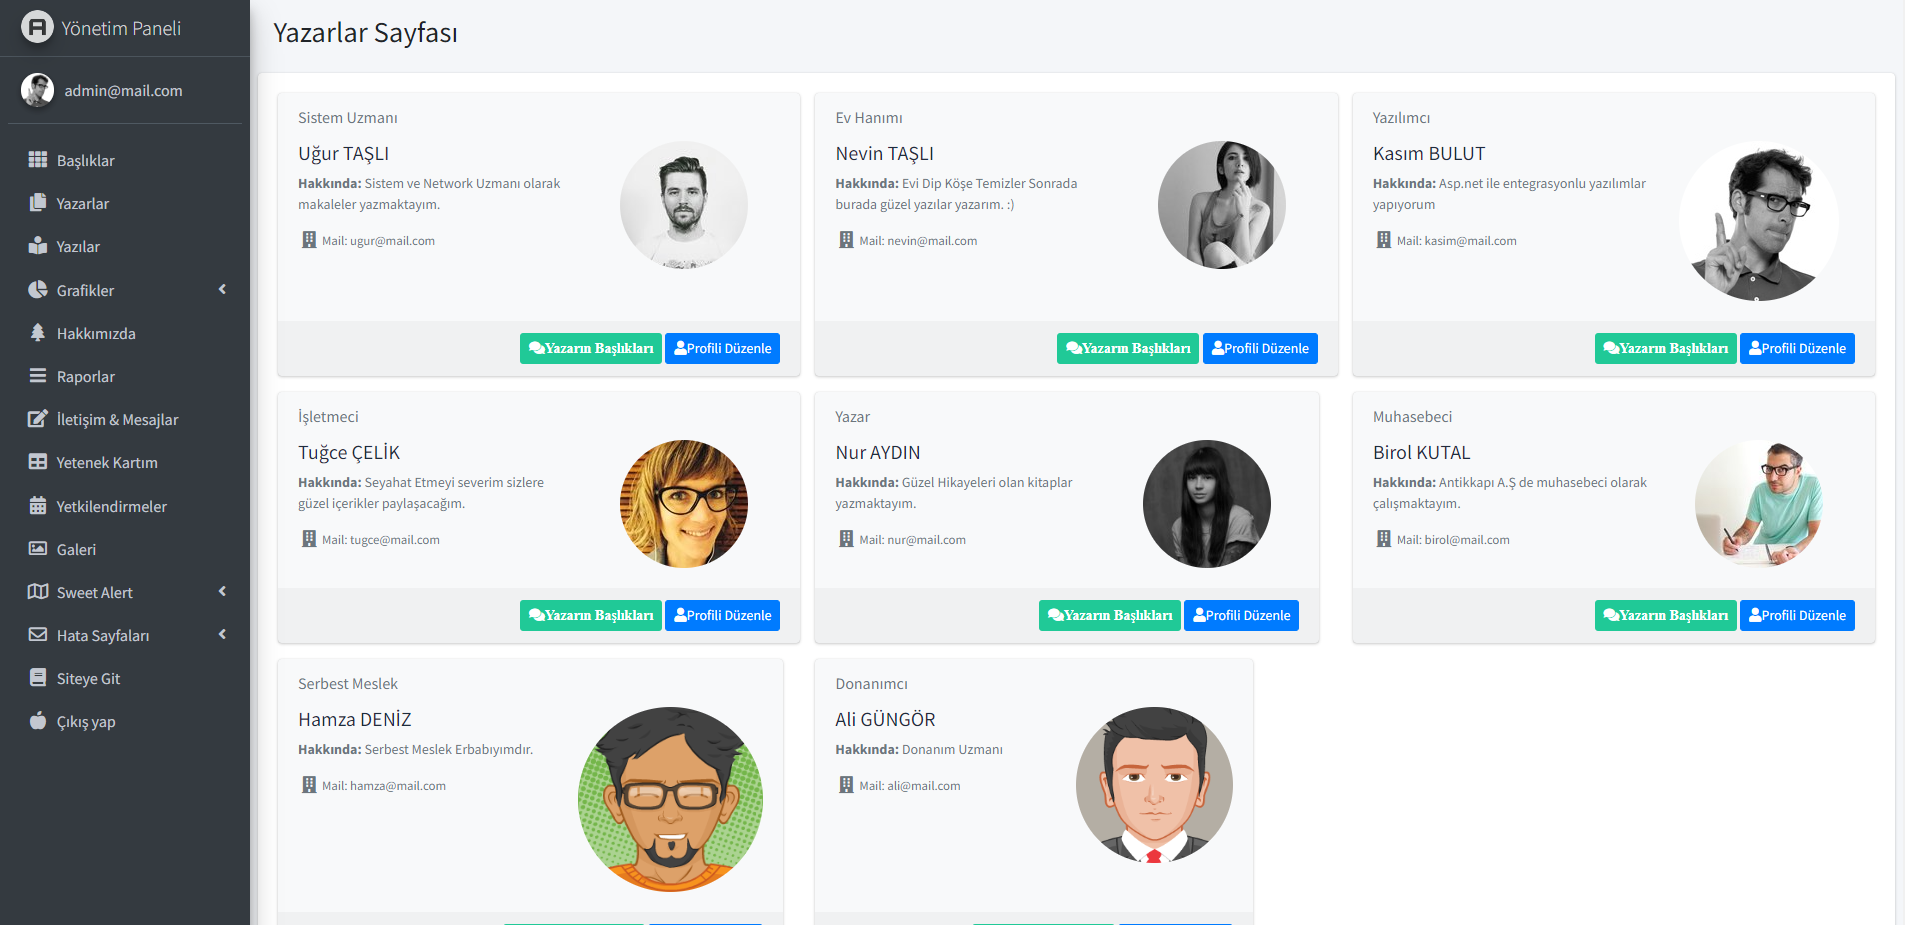 Yönetim Paneli
admin@mail.com
Başlıklar
Yazarlar
Yazılar
Grafikler
Hakkımızda
Raporlar
İletişim & Mesajlar
Yetenek Kartım
Yetkilendirmeler
Galeri
Sweet Alert
Hata Sayfaları
Siteye Git
Çıkış yap
Yazarlar Sayfası
Sistem Uzmanı
Uğur TAŞLI
Hakkında: Sistem ve Network Uzmanı olarak
makaleler yazmaktayım.
Mail: ugur@mail.com
Yazarın Başlıkları Profili Düzenle
Ev Hanımı
Nevin TAŞLI
Hakkında: Evi Dip Köşe Temizler Sonrada
burada güzel yazılar yazarım. :)
Mail: nevin@mail.com
Yazarın Başlıkları Profili Düzenle
Yazılımcı
Kasım BULUT
Hakkında: Asp.net ile entegrasyonlu yazılımlar
yapıyorum
Mail: kasim@mail.com
Yazarın Başlıkları Profili Düzenle
İşletmeci
Tuğce ÇELİK
Hakkında: Seyahat Etmeyi severim sizlere
güzel içerikler paylaşacağım.
Mail: tugce@mail.com
Yazarın Başlıkları Profili Düzenle
Yazar
Nur AYDIN
Hakkında: Güzel Hikayeleri olan kitaplar
yazmaktayım.
Mail: nur@mail.com
Yazarın Başlıkları Profili Düzenle
Muhasebeci
Birol KUTAL
Hakkında: Antikkapı A.Ş de muhasebeci olarak
çalışmaktayım.
Mail: birol@mail.com
Yazarın Başlıkları Profili Düzenle
Serbest Meslek
Hamza DENİZ
Hakkında: Serbest Meslek Erbabıyımdır.
Mail: hamza@mail.com
Donanımcı
Ali GÜNGÖR
Hakkında: Donanım Uzmanı
Mail: ali@mail.com